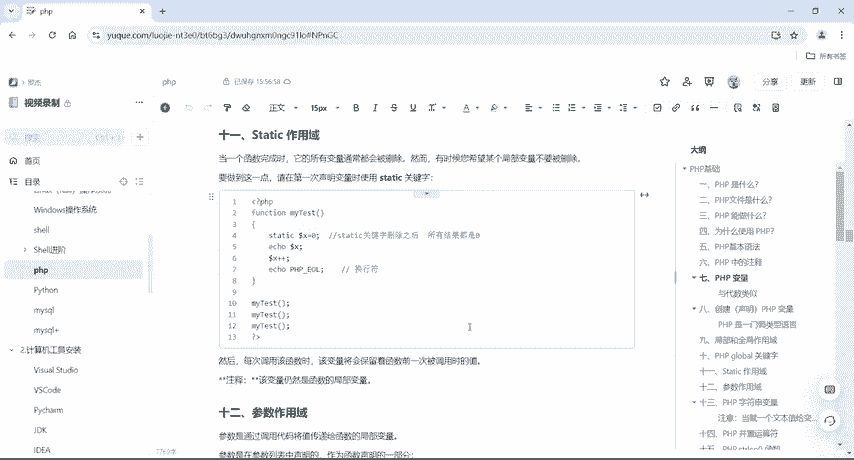 php
yuque.com/luojie-nt3e0/bt6bg3/dwuhgnxm0ngc91lo#NPnGC
所有书签
罗杰
php
已保存 15:56:58
分享
更新
视频录制
正文
15px
搜索
首页
目录
Windows操作系统
shell
Shell进阶
php
Python
mysql
mysql+
2.计算机工具安装
Visual Studio
VSCode
Pycharm
JDK
IDEA
十一、Static 作用域
当一个函数完成时，它的所有变量通常都会被删除。然而，有时候您希望某个局部变量不要被删除。
要做到这一点，请在第一次声明变量时使用 static 关键字：
1 <?php
2 function myTest()
3 {
4 static $x=0; //static关键字删除之后 所有结果都是0
5 echo $x;
6 $x++;
7 echo PHP_EOL; // 换行符
8 }
9
10 myTest();
11 myTest();
12 myTest();
13 ?>
然后，每次调用该函数时，该变量将会保留着函数前一次被调用时的值。
**注释：**该变量仍然是函数的局部变量。
十二、参数作用域
参数是通过调用代码将值传递给函数的局部变量。
参数是在参数列表中声明的，作为函数声明的一部分：
7760字
大纲
PHP基础
一、PHP 是什么？
二、PHP文件是什么？
三、PHP 能做什么？
四、为什么使用 PHP？
五、PHP基本语法
六、PHP 中的注释
七、PHP 变量
与代数类似
八、创建（声明）PHP 变量
PHP 是一门弱类型语言
九、局部和全局作用域
十、PHP global 关键字
十一、Static 作用域
十二、参数作用域
十三、PHP 字符串变量
注意：当赋一个文本值给变...
十四、PHP 并置运算符
十五、PHP strlen() 函数